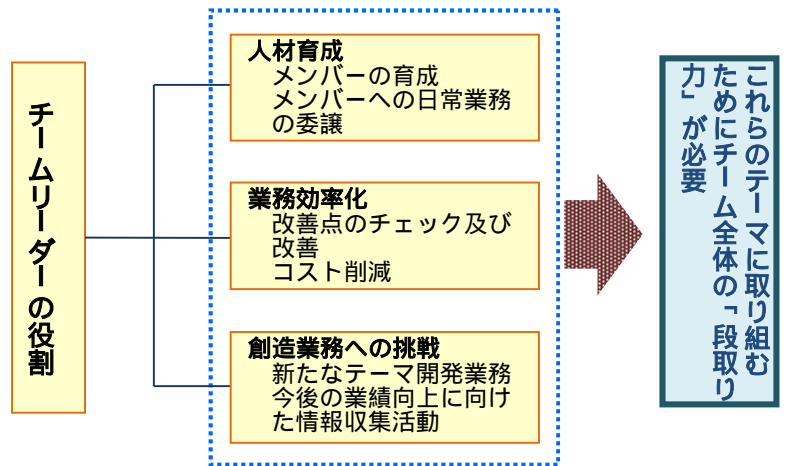 チームリーダーの役割
人材育成
メンバーの育成
メンバーへの日常業務
の委譲
業務効率化
改善点のチェック及び
改善
コスト削減
創造業務への挑戦
新たなテーマ開発業務
今後の業績向上に向け
た情報収集活動
これらのテーマに取り組む
ためにチーム全体の「段取り
力」が必要